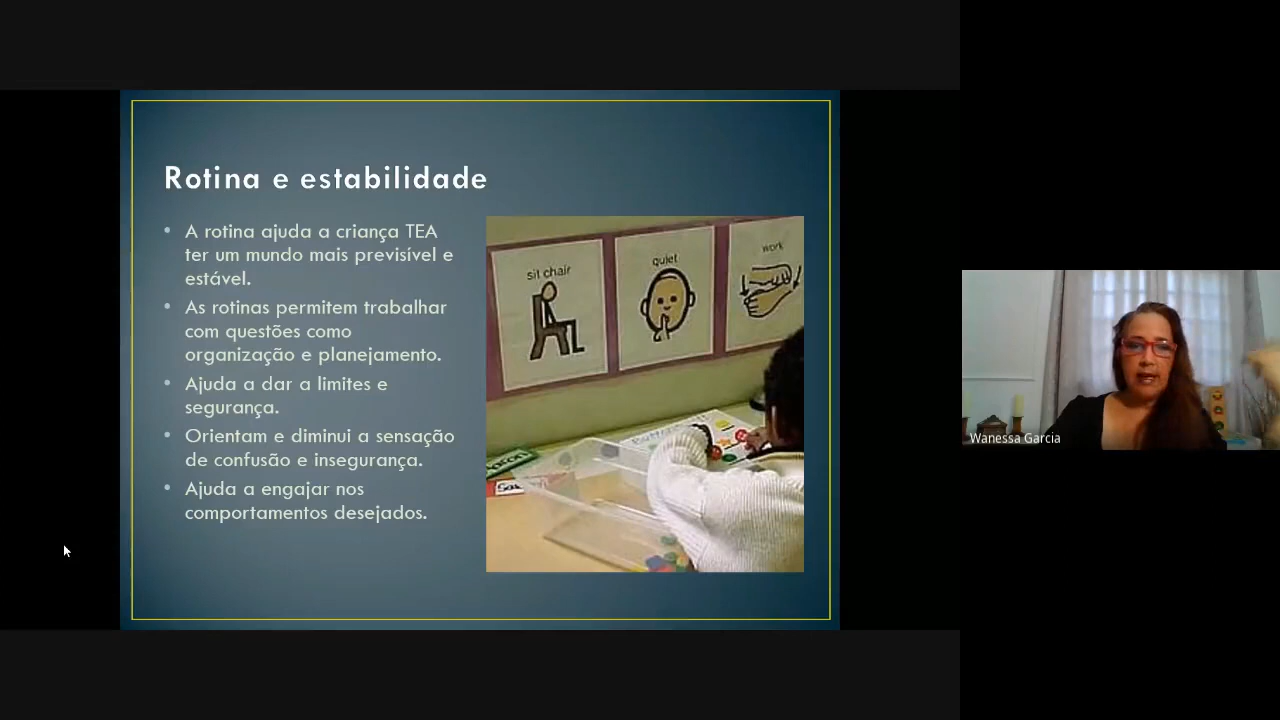 Rotina e estabilidade
A rotina ajuda a criança TEA
ter um mundo mais previsível e
estável.
As rotinas permitem trabalhar
com questões como
organização e planejamento.
Ajuda a dar a limites e
segurança.
Orientam e diminui a sensação
de confusão e insegurança.
Ajuda a engajar nos
comportamentos desejados.
sit chair
quiet
work
Wanessa Garcia